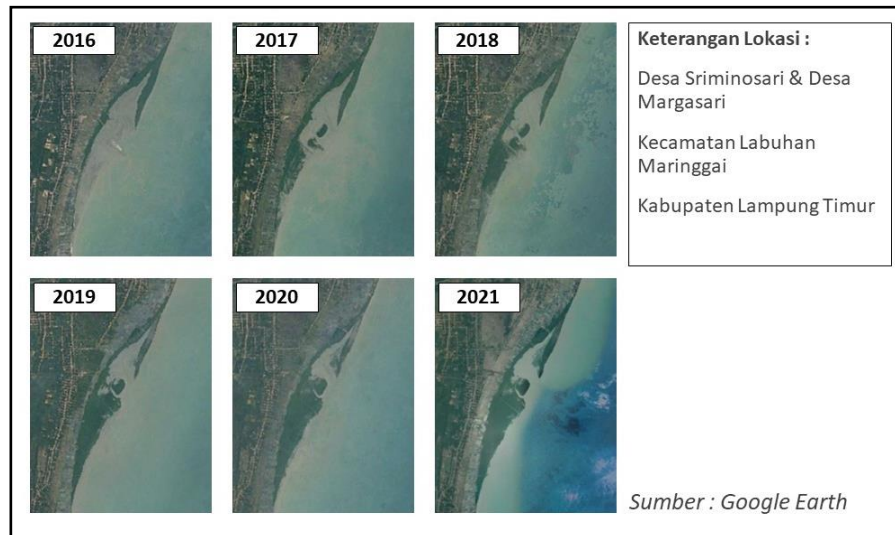 2016
2017
2018
Keterangan Lokasi :
Desa Sriminosari & Desa
Margasari
Kecamatan Labuhan
Maringgai
Kabupaten Lampung Timur
2019
2020
2021
Sumber : Google Earth